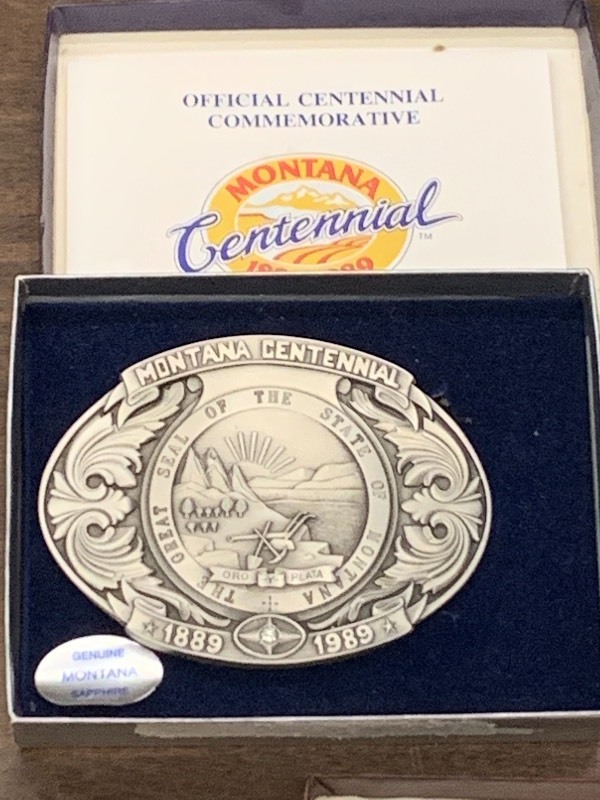 OFFICIAL CENTENNIAL
COMMEMORATIVE
MONTANA
Centennial™
MONTANA CENTENNIAL
THE GREAT SEAL OF THE STATE OF MONTANA
ORO Y PLATA
1889 1989
GENUINE
MONTANA
SAPPHIRE